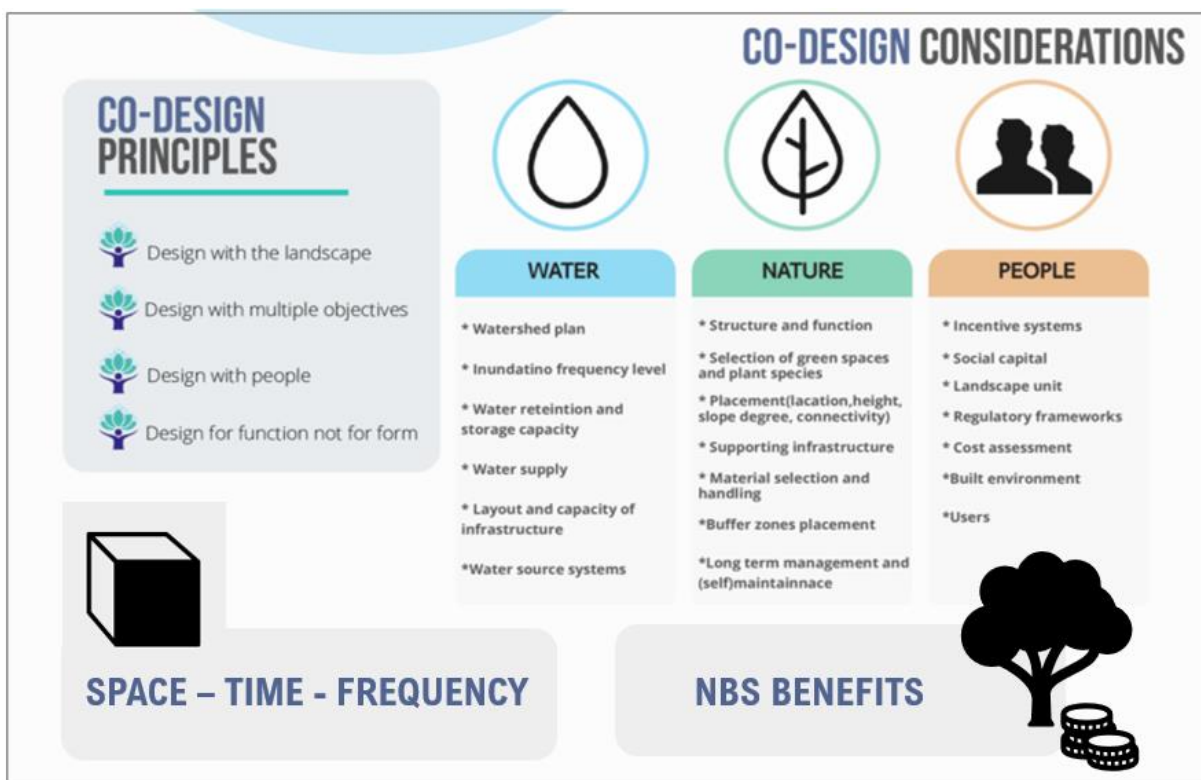 CO-DESIGN CONSIDERATIONS
CO-DESIGN
PRINCIPLES
Design with the landscape
Design with multiple objectives
Design with people
Design for function not for form
WATER
* Watershed plan
* Inundatino frequency level
* Water reteintion and
storage capacity
* Water supply
* Layout and capacity of
infrastructure
*Water source systems
NATURE
* Structure and function
* Selection of green spaces
and plant species
* Placement(lacation,height,
slope degree, connectivity)
* Supporting infrastructure
* Material selection and
handling
*Buffer zones placement
*Long term management and
(self)maintainnace
PEOPLE
* Incentive systems
* Social capital
* Landscape unit
* Regulatory frameworks
* Cost assessment
*Built environment
*Users
SPACE – TIME - FREQUENCY
NBS BENEFITS